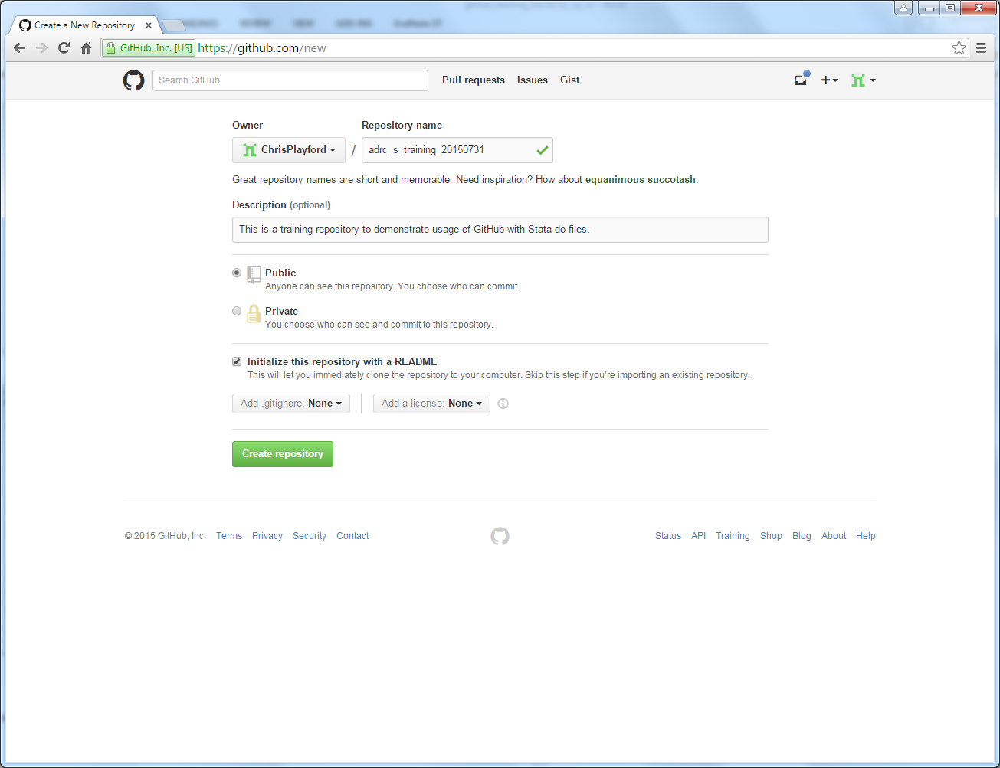 Create a New Repository
GitHub, Inc. [US] https://github.com/new
Search GitHub Pull requests Issues Gist
Owner Repository name
ChrisPlayford / adrc_s_training_20150731
Great repository names are short and memorable. Need inspiration? How about equanimous-succotash.
Description (optional)
This is a training repository to demonstrate usage of GitHub with Stata do files.
Public
Anyone can see this repository. You choose who can commit.
Private
You choose who can see and commit to this repository.
Initialize this repository with a README
This will let you immediately clone the repository to your computer. Skip this step if you're importing an existing repository.
Add .gitignore: None Add a license: None
Create repository
© 2015 GitHub, Inc. Terms Privacy Security Contact Status API Training Shop Blog About Help